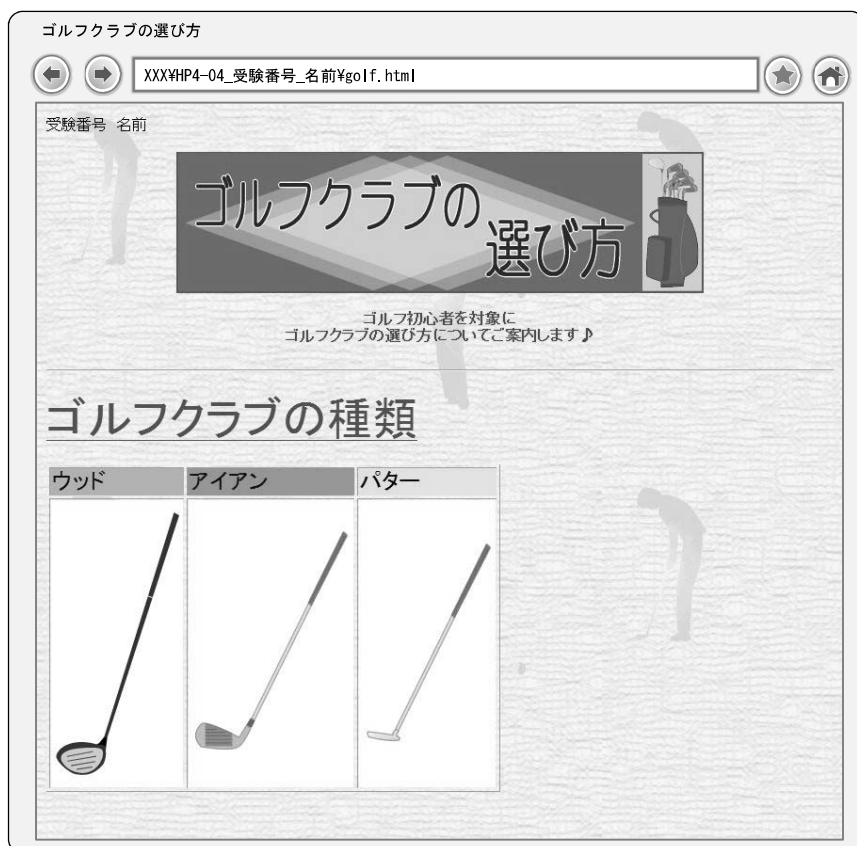 ゴルフクラブの選び方
XXX¥HP4-04_受験番号_名前¥golf.html
受験番号 名前
ゴルフクラブの
選び方
ゴルフ初心者を対象に
ゴルフクラブの選び方についてご案内します♪
ゴルフクラブの種類
ウッド アイアン パター